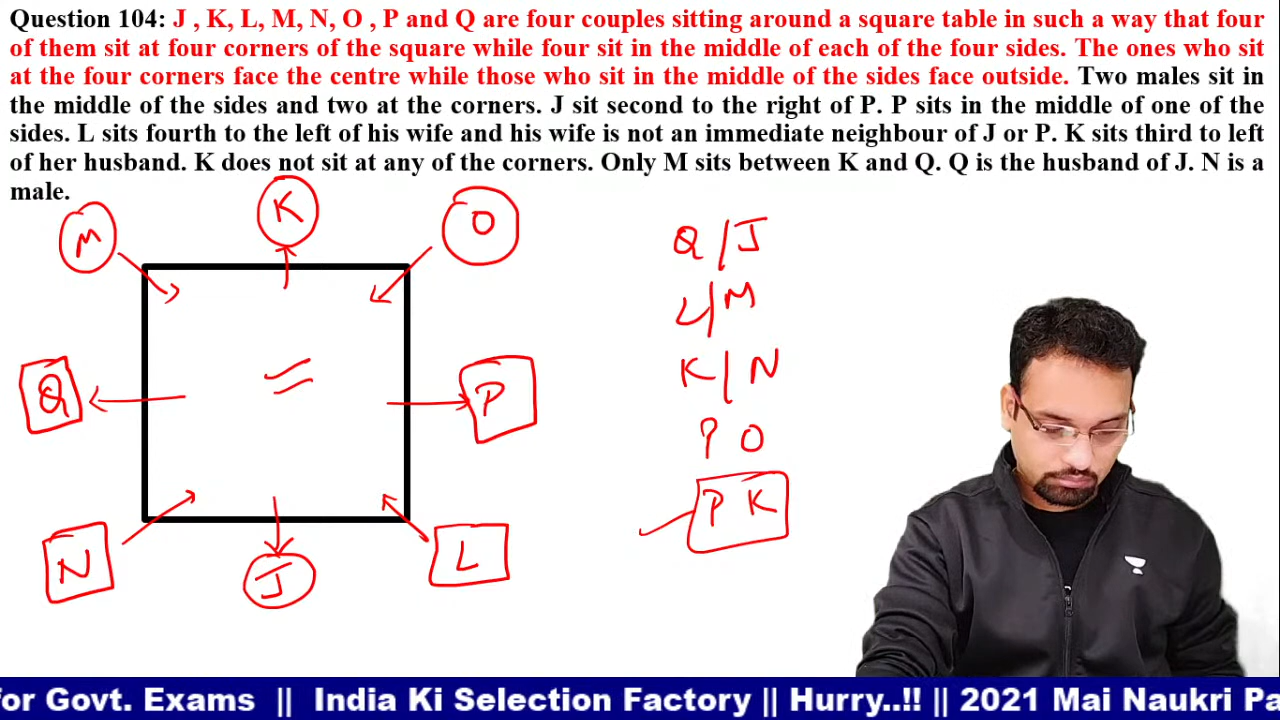 Question 104: J , K, L, M, N, O , P and Q are four couples sitting around a square table in such a way that four
of them sit at four corners of the square while four sit in the middle of each of the four sides. The ones who sit
at the four corners face the centre while those who sit in the middle of the sides face outside. Two males sit in
the middle of the sides and two at the corners. J sit second to the right of P. P sits in the middle of one of the
sides. L sits fourth to the left of his wife and his wife is not an immediate neighbour of J or P. K sits third to left
of her husband. K does not sit at any of the corners. Only M sits between K and Q. Q is the husband of J. N is a
male.
M K O
Q/J
L/M
K/N
Q P
P O
P K
N J L
for Govt. Exams || India Ki Selection Factory || Hurry..!! || 2021 Mai Naukri Pa